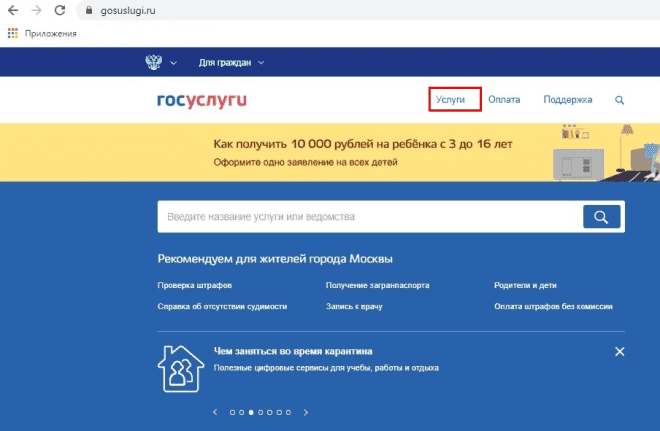 gosuslugi.ru
Приложения
Для граждан
госуслуги
Услуги Оплата Поддержка
Как получить 10 000 рублей на ребёнка с 3 до 16 лет
Оформите одно заявление на всех детей
Введите название услуги или ведомства
Рекомендуем для жителей города Москвы
Проверка штрафов Получение загранпаспорта Родители и дети
Справка об отсутствии судимости Запись к врачу Оплата штрафов без комиссии
Чем заняться во время карантина
Полезные цифровые сервисы для учебы, работы и отдыха